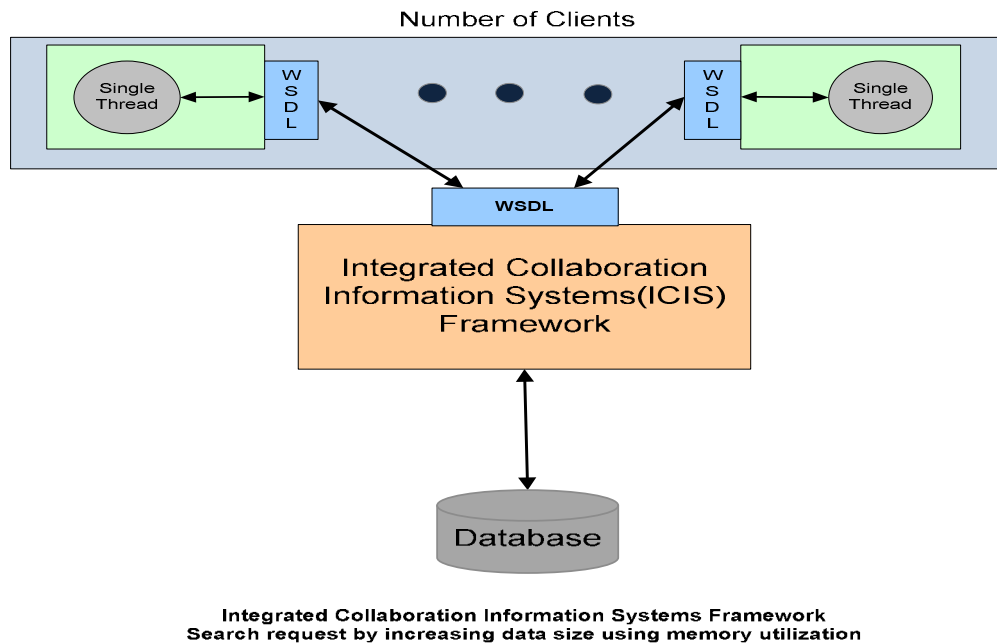 Number of Clients
Single
Thread
W
S
D
L
W
S
D
L
Single
Thread
WSDL
Integrated Collaboration
Information Systems(ICIS)
Framework
Database
Integrated Collaboration Information Systems Framework
Search request by increasing data size using memory utilization